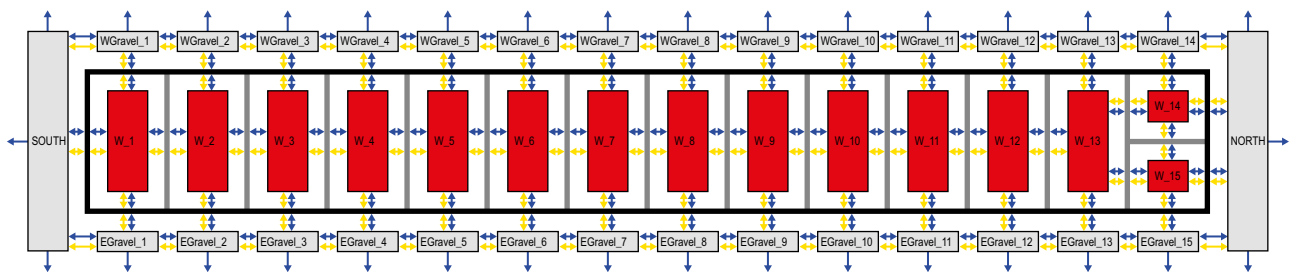 WGravel_1 WGravel_2 WGravel_3 WGravel_4 WGravel_5 WGravel_6 WGravel_7 WGravel_8 WGravel_9 WGravel_10 WGravel_11 WGravel_12 WGravel_13 WGravel_14
W_14
SOUTH W_1 W_2 W_3 W_4 W_5 W_6 W_7 W_8 W_9 W_10 W_11 W_12 W_13 NORTH
W_15
EGravel_1 EGravel_2 EGravel_3 EGravel_4 EGravel_5 EGravel_6 EGravel_7 EGravel_8 EGravel_9 EGravel_10 EGravel_11 EGravel_12 EGravel_13 EGravel_15